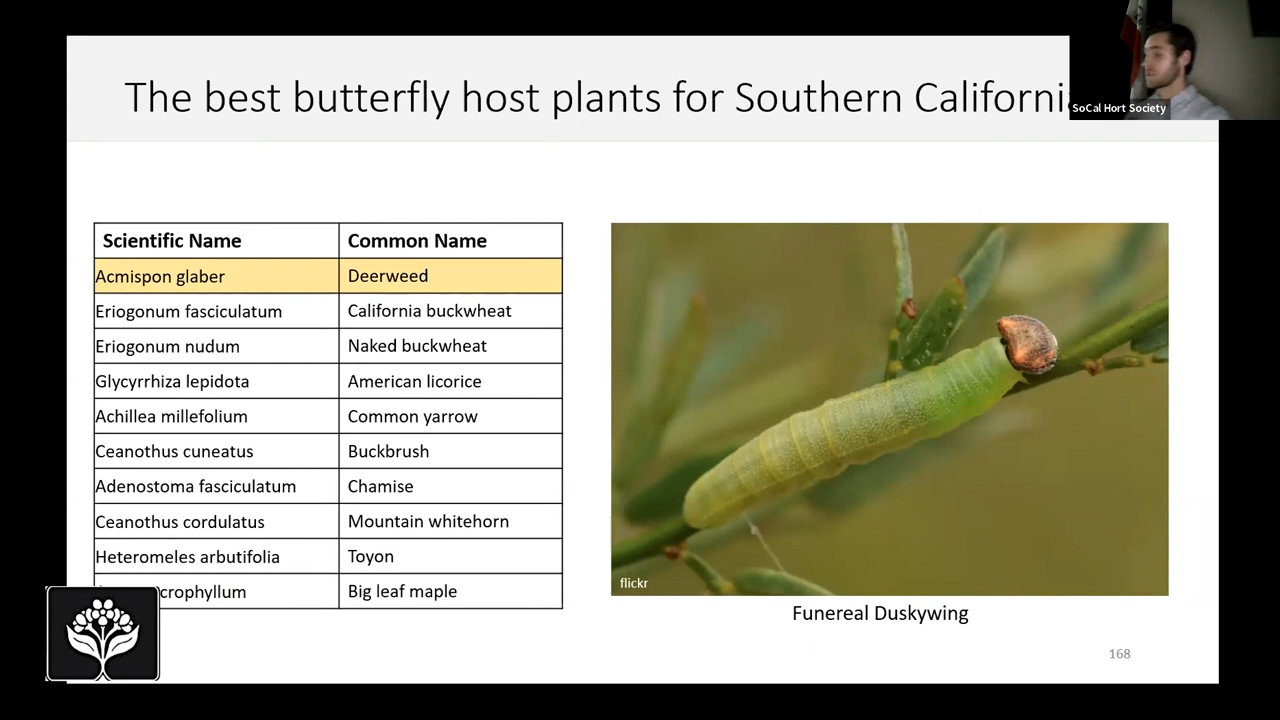 The best butterfly host plants for Southern Californi
SoCal Hort Society
Scientific Name Common Name
Acmispon glaber Deerweed
Eriogonum fasciculatum California buckwheat
Eriogonum nudum Naked buckwheat
Glycyrrhiza lepidota American licorice
Achillea millefolium Common yarrow
Ceanothus cuneatus Buckbrush
Adenostoma fasciculatum Chamise
Ceanothus cordulatus Mountain whitehorn
Heteromeles arbutifolia Toyon
crophyllum Big leaf maple
flickr
Funereal Duskywing
168